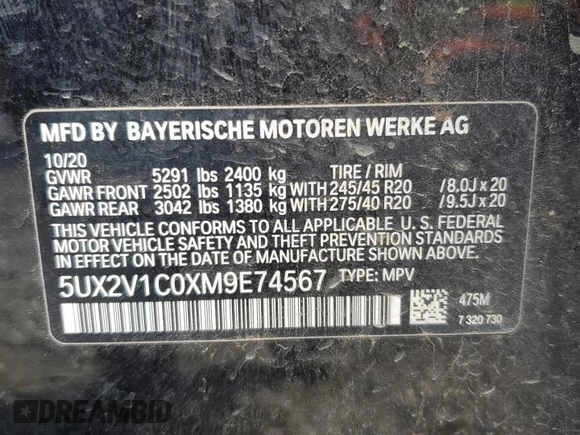 MFD BY BAYERISCHE MOTOREN WERKE AG
10/20
GVWR 5291 lbs 2400 kg TIRE / RIM
GAWR FRONT 2502 lbs 1135 kg WITH 245/45 R20 / 8.0J x 20
GAWR REAR 3042 lbs 1380 kg WITH 275/40 R20 / 9.5J x 20
THIS VEHICLE CONFORMS TO ALL APPLICABLE U. S. FEDERAL
MOTOR VEHICLE SAFETY AND THEFT PREVENTION STANDARDS
IN EFFECT ON THE DATE OF MANUFACTURE SHOWN ABOVE.
5UX2V1C0XM9E74567 TYPE: MPV
475M
7 320 730
DREAMBID